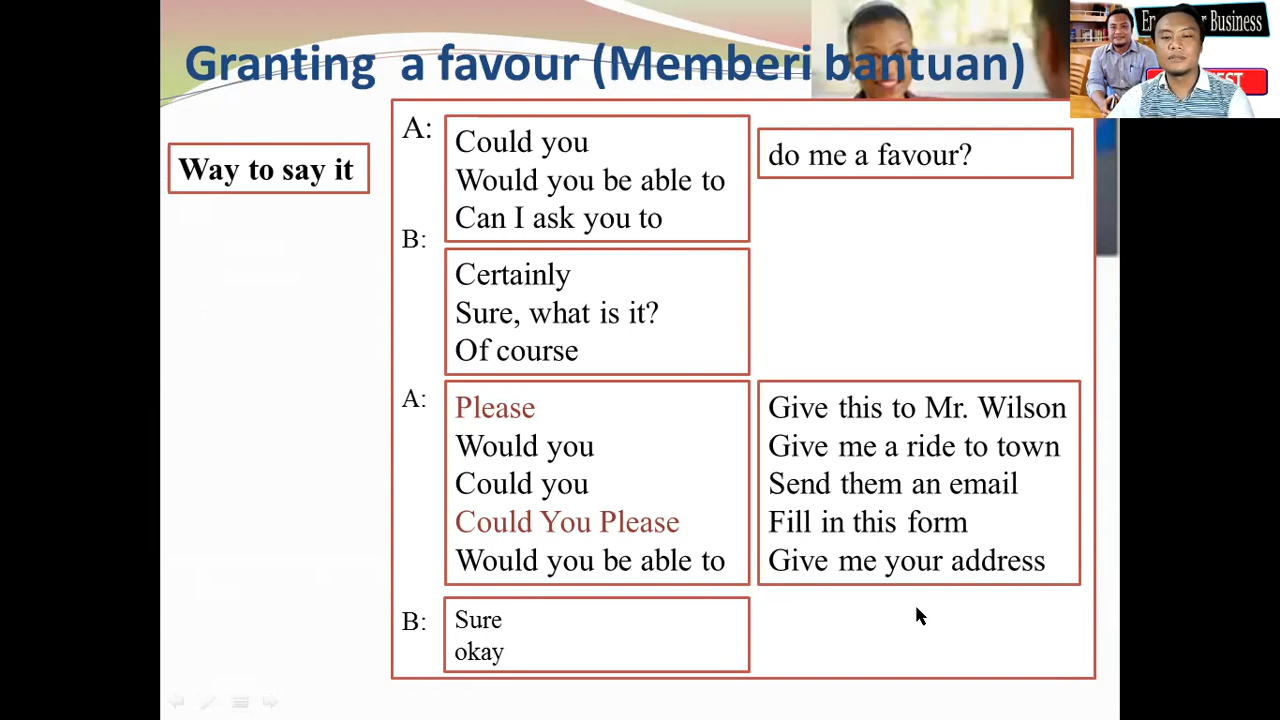 Granting a favour (Memberi bantuan)
Business
Way to say it
A:
Could you
Would you be able to
Can I ask you to
do me a favour?
B:
Certainly
Sure, what is it?
Of course
A:
Please
Would you
Could you
Could You Please
Would you be able to
Give this to Mr. Wilson
Give me a ride to town
Send them an email
Fill in this form
Give me your address
B:
Sure
okay